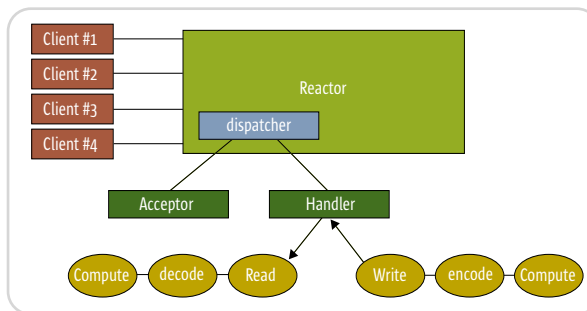 Client #1
Client #2
Client #3
Client #4
Reactor
dispatcher
Acceptor
Handler
Compute
decode
Read
Write
encode
Compute